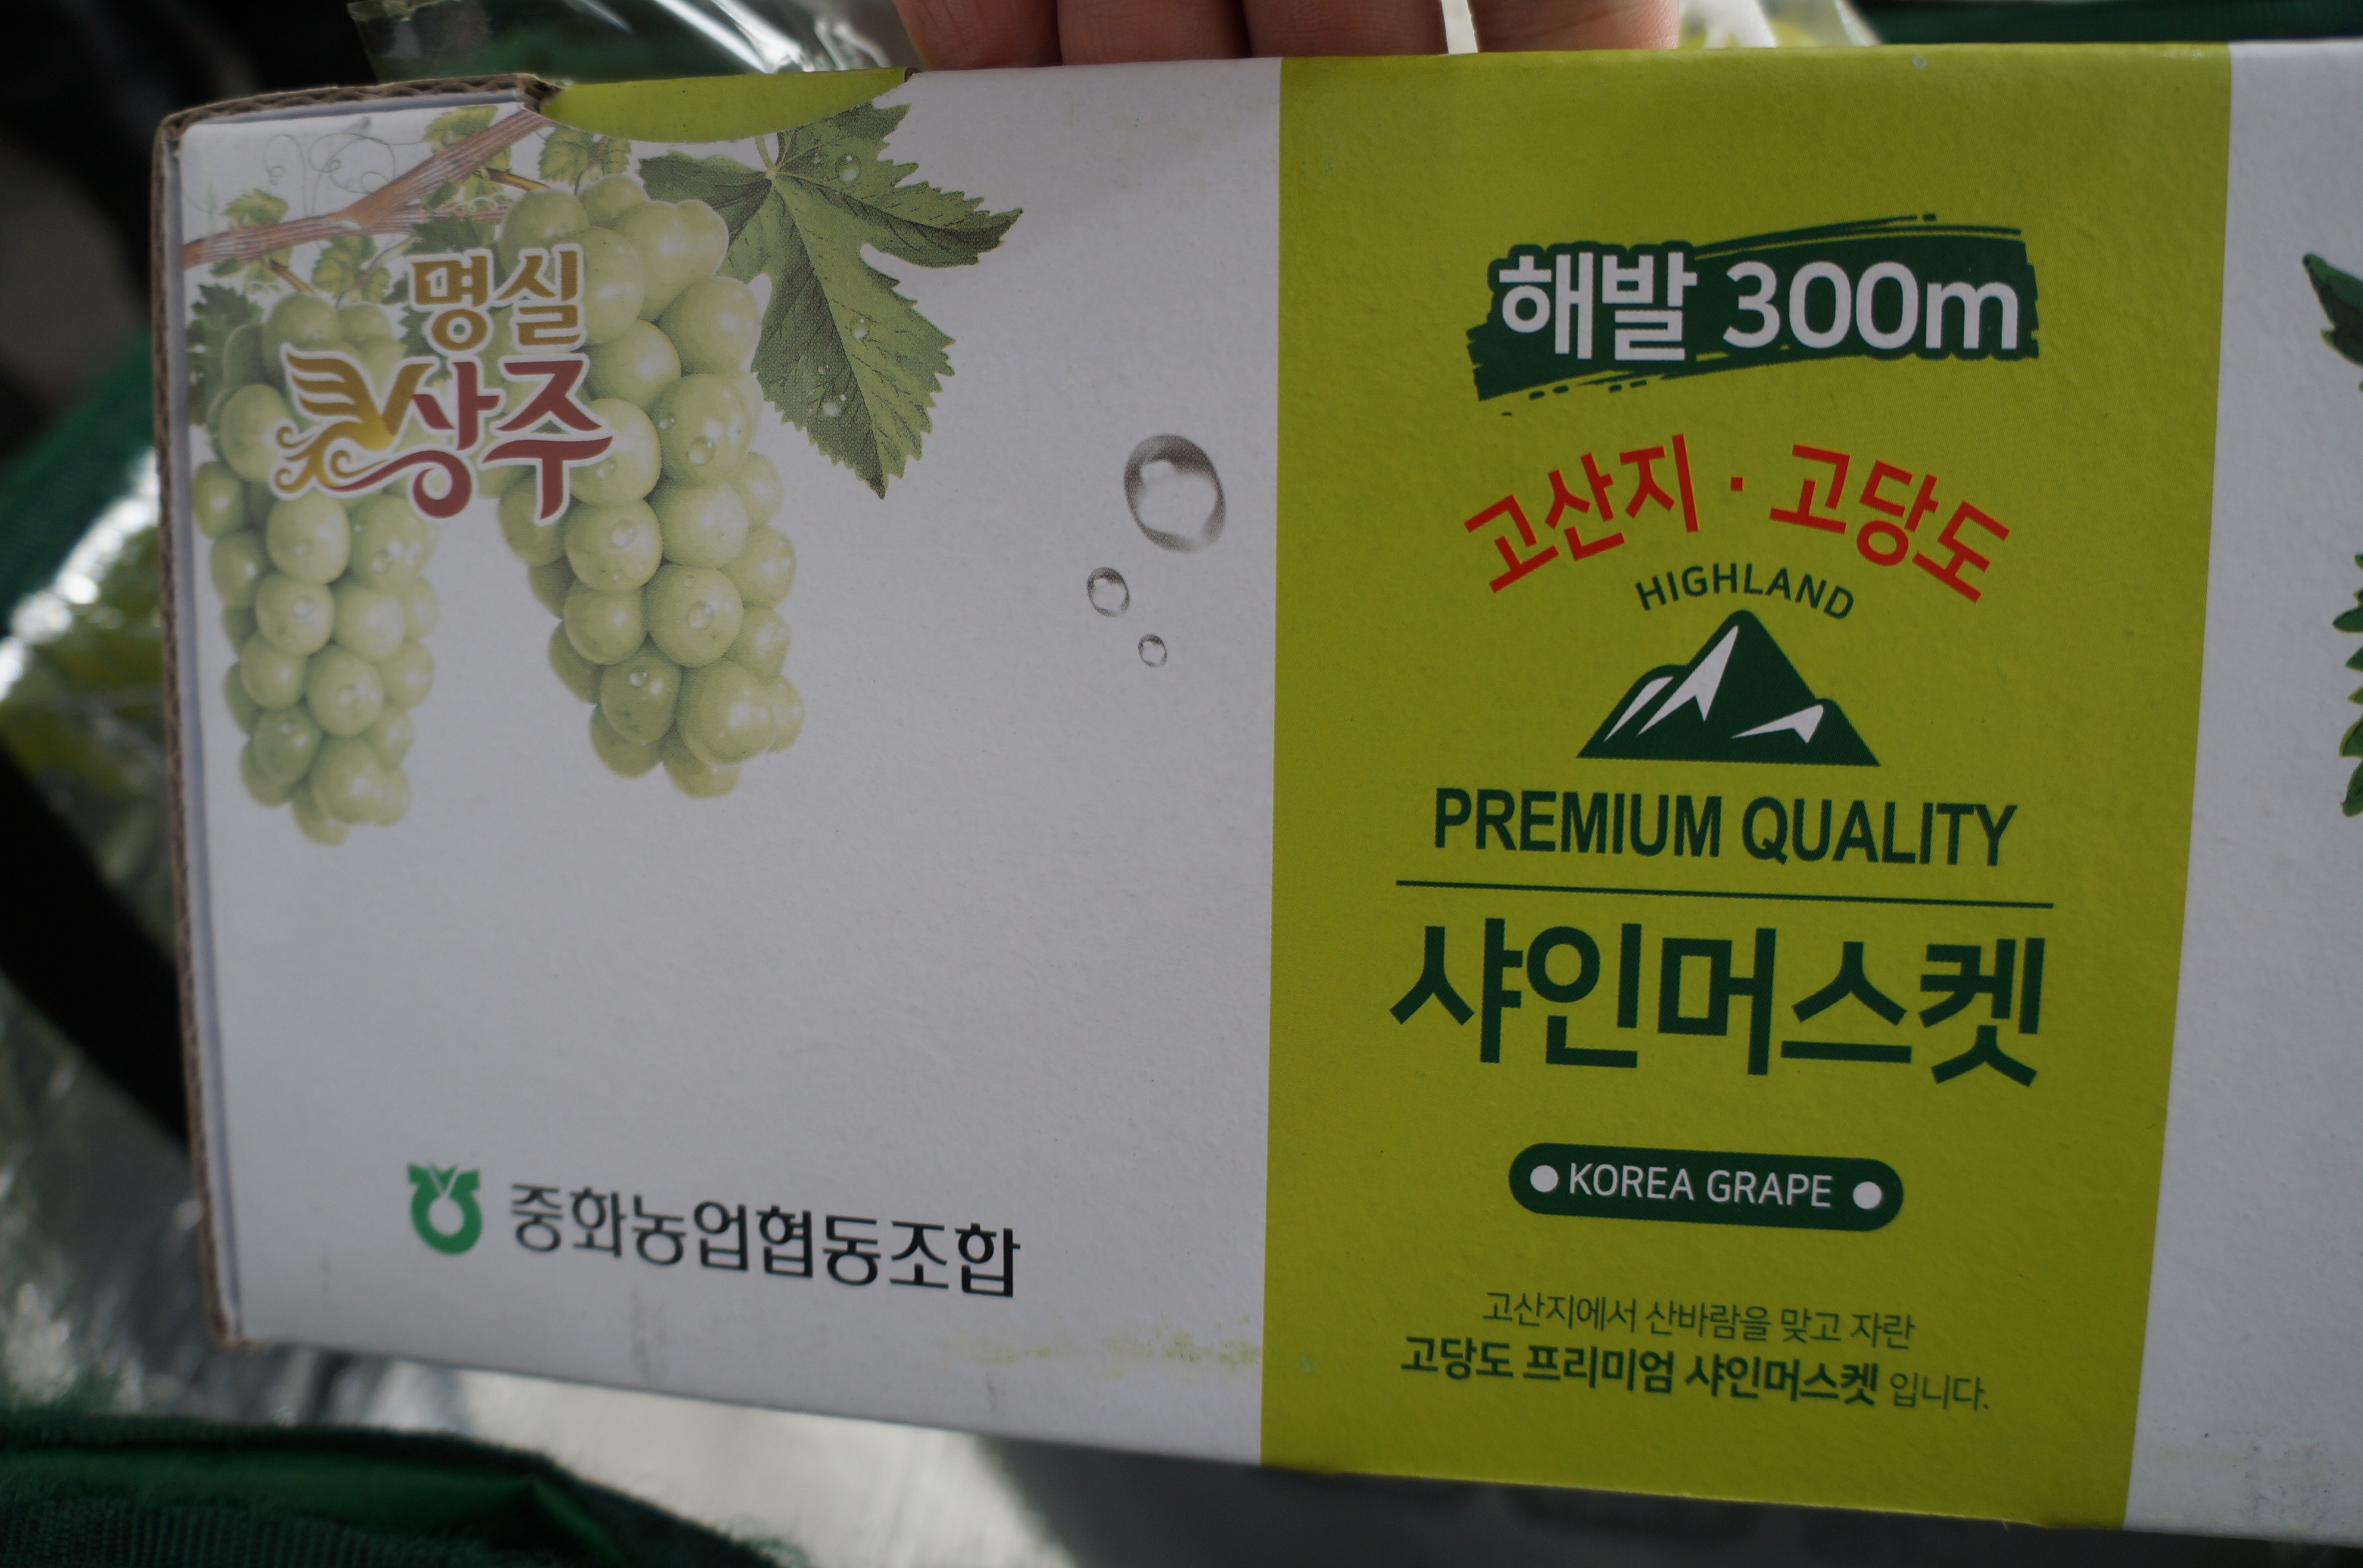 명실
상주
중화농업협동조합
해발 300m
고산지 · 고당도
HIGHLAND
PREMIUM QUALITY
샤인머스켓
KOREA GRAPE
고산지에서 산바람을 맞고 자란
고당도 프리미엄 샤인머스켓 입니다.